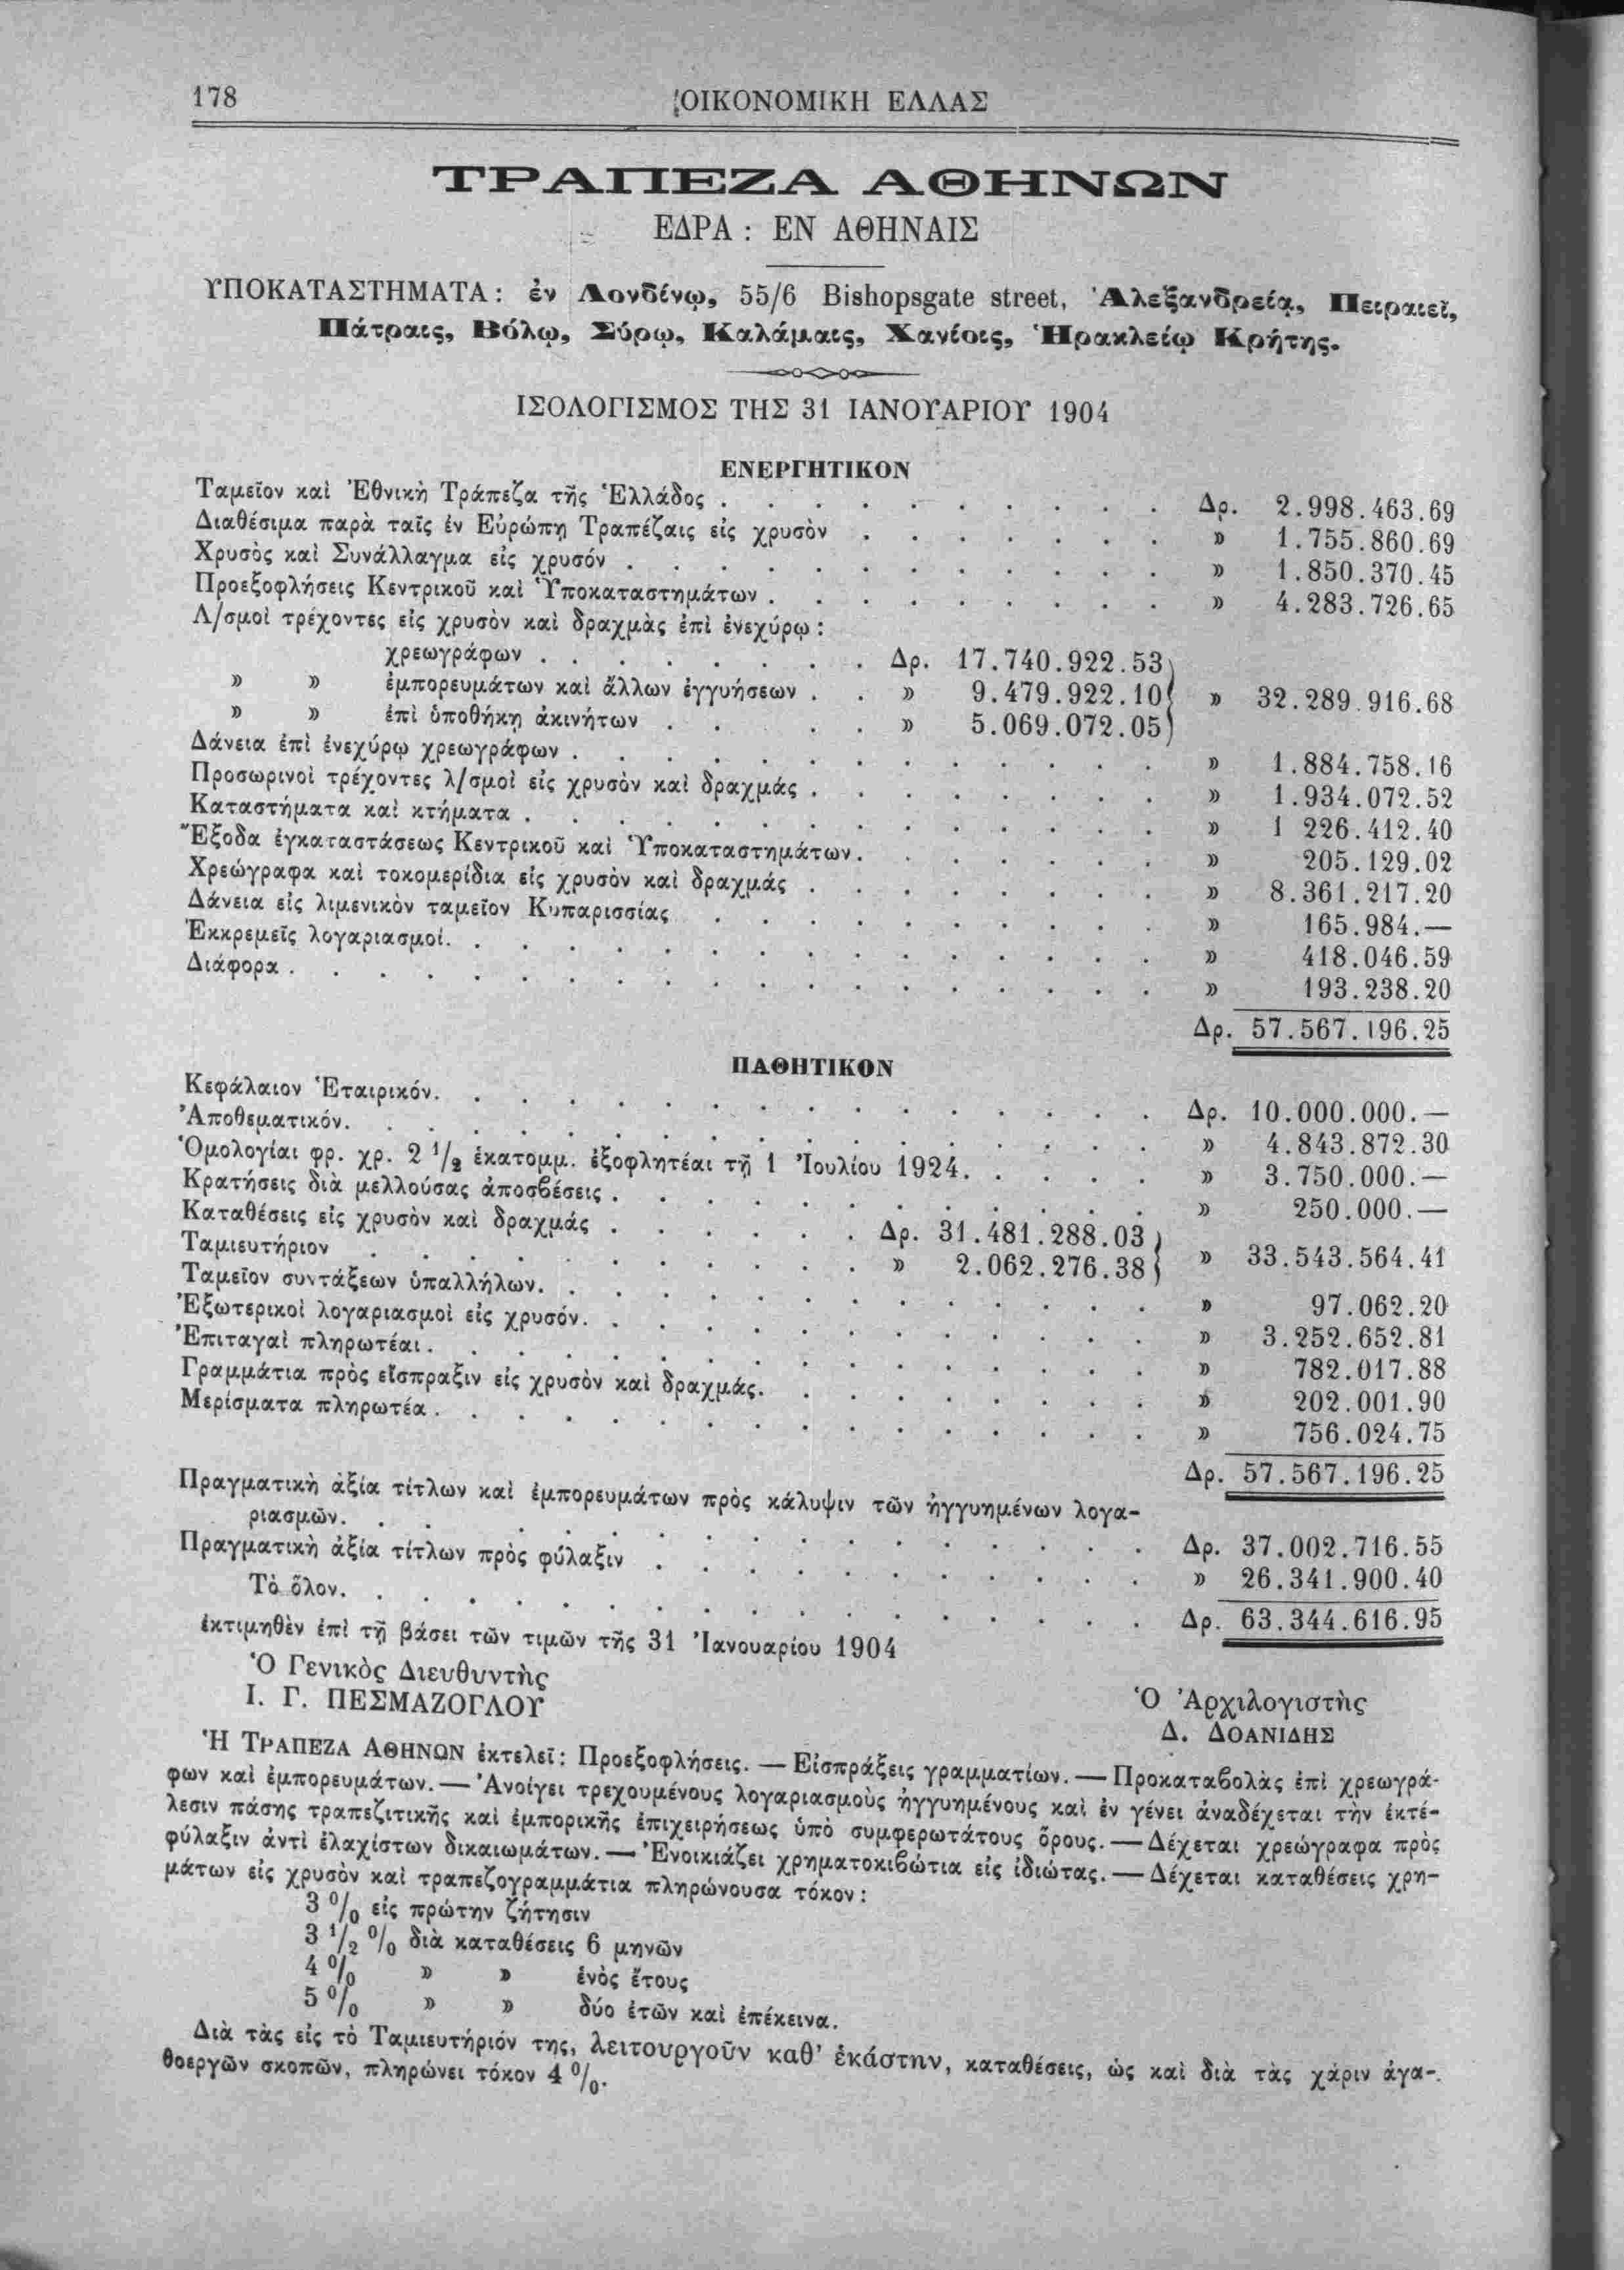 178 ΟΙΚΟΝΟΜΙΚΗ ΕΛΛΑΣ
ΤΡΑΠΕΖΑ ΑΘΗΝΩΝ
ΕΔΡΑ : ΕΝ ΑΘΗΝΑΙΣ
ΥΠΟΚΑΤΑΣΤΗΜΑΤΑ : ἐν Λονδίνῳ, 55/6 Bishopsgate street, Ἀλεξανδρείᾳ, Πειραιεῖ,
Πάτραις, Βόλῳ, Σύρῳ, Καλάμαις, Χανίοις, Ἡρακλείῳ Κρήτης.
ΙΣΟΛΟΓΙΣΜΟΣ ΤΗΣ 31 ΙΑΝΟΥΑΡΙΟΥ 1904
ΕΝΕΡΓΗΤΙΚΟΝ
Ταμεῖον καὶ Ἐθνικὴ Τράπεζα τῆς Ἑλλάδος . . . . . . . . . . Δρ. 2.998.463.69
Διαθέσιμα παρὰ ταῖς ἐν Εὐρώπῃ Τραπέζαις εἰς χρυσὸν . . . . . . . » 1.755.860.69
Χρυσὸς καὶ Συνάλλαγμα εἰς χρυσόν . . . . . . . . . . . . » 1.850.370.45
Προεξοφλήσεις Κεντρικοῦ καὶ Ὑποκαταστημάτων . . . . . . . . . » 4.283.726.65
Λ/σμοὶ τρέχοντες εἰς χρυσὸν καὶ δραχμὰς ἐπὶ ἐνεχύρῳ :
χρεωγράφων . . . . . . . . Δρ. 17.740.922.53
» » ἐμπορευμάτων καὶ ἄλλων ἐγγυήσεων . . » 9.479.922.10 » 32.289.916.68
» » ἐπὶ ὑποθήκῃ ἀκινήτων . . . . » 5.069.072.05
Δάνεια ἐπὶ ἐνεχύρῳ χρεωγράφων . . . . . . . . . . . . . » 1.884.758.16
Προσωρινοὶ τρέχοντες λ/σμοὶ εἰς χρυσὸν καὶ δραχμάς . . . . . . . . » 1.934.072.52
Καταστήματα καὶ κτήματα . . . . . . . . . . . . . . » 1 226.412.40
Ἔξοδα ἐγκαταστάσεως Κεντρικοῦ καὶ Ὑποκαταστημάτων . . . . . . . » 205.129.02
Χρεώγραφα καὶ τοκομερίδια εἰς χρυσὸν καὶ δραχμάς . . . . . . . . » 8.361.217.20
Δάνεια εἰς λιμενικὸν ταμεῖον Κυπαρισσίας . . . . . . . . . . » 165.984.—
Ἐκκρεμεῖς λογαριασμοί . . . . . . . . . . . . . . . » 418.046.59
Διάφορα . . . . . . . . . . . . . . . . . . . » 193.238.20
Δρ. 57.567.196.25
ΠΑΘΗΤΙΚΟΝ
Κεφάλαιον Ἑταιρικόν . . . . . . . . . . . . . . . . Δρ. 10.000.000.—
Ἀποθεματικόν . . . . . . . . . . . . . . . . . . » 4.843.872.30
Ὁμολογίαι φρ. χρ. 2 1/2 ἑκατομμ. ἐξοφλητέαι τῇ 1 Ἰουλίου 1924 . . . . . » 3.750.000.—
Κρατήσεις διὰ μελλούσας ἀποσβέσεις . . . . . . . . . . . . » 250.000.—
Καταθέσεις εἰς χρυσὸν καὶ δραχμάς . . . . . . Δρ. 31.481.288.03
Ταμιευτήριον . . . . . . . . . . . » 2.062.276.38 » 33.543.564.41
Ταμεῖον συντάξεων ὑπαλλήλων . . . . . . . . . . . . . . » 97.062.20
Ἐξωτερικοὶ λογαριασμοὶ εἰς χρυσόν . . . . . . . . . . . . . » 3.252.652.81
Ἐπιταγαὶ πληρωτέαι . . . . . . . . . . . . . . . . » 782.017.88
Γραμμάτια πρὸς εἴσπραξιν εἰς χρυσὸν καὶ δραχμάς . . . . . . . . . » 202.001.90
Μερίσματα πληρωτέα . . . . . . . . . . . . . . . . » 756.024.75
Δρ. 57.567.196.25
Πραγματικὴ ἀξία τίτλων καὶ ἐμπορευμάτων πρὸς κάλυψιν τῶν ἠγγυημένων λογα-
ριασμῶν . . . . . . . . . . . . . . . . . . Δρ. 37.002.716.55
Πραγματικὴ ἀξία τίτλων πρὸς φύλαξιν . . . . . . . . . . . » 26.341.900.40
Τὸ ὅλον . . . . . . . . . . . . . . . . . . Δρ. 63.344.616.95
ἐκτιμηθὲν ἐπὶ τῇ βάσει τῶν τιμῶν τῆς 31 Ἰανουαρίου 1904
Ὁ Γενικὸς Διευθυντὴς
Ι. Γ. ΠΕΣΜΑΖΟΓΛΟΥ
Ὁ Ἀρχιλογιστὴς
Δ. ΔΟΑΝΙΔΗΣ
Ἡ ΤΡΑΠΕΖΑ ΑΘΗΝΩΝ ἐκτελεῖ : Προεξοφλήσεις. — Εἰσπράξεις γραμματίων. — Προκαταβολὰς ἐπὶ χρεωγρά-
φων καὶ ἐμπορευμάτων. — Ἀνοίγει τρεχουμένους λογαριασμοὺς ἠγγυημένους καὶ ἐν γένει ἀναδέχεται τὴν ἐκτέ-
λεσιν πάσης τραπεζιτικῆς καὶ ἐμπορικῆς ἐπιχειρήσεως ὑπὸ συμφερωτάτους ὅρους. — Δέχεται χρεώγραφα πρὸς
φύλαξιν ἀντὶ ἐλαχίστων δικαιωμάτων. — Ἐνοικιάζει χρηματοκιβώτια εἰς ἰδιώτας. — Δέχεται καταθέσεις χρη-
μάτων εἰς χρυσὸν καὶ τραπεζογραμμάτια πληρώνουσα τόκον :
3 0/0 εἰς πρώτην ζήτησιν
3 1/2 0/0 διὰ καταθέσεις 6 μηνῶν
4 0/0 » » ἑνὸς ἔτους
5 0/0 » » δύο ἐτῶν καὶ ἐπέκεινα.
Διὰ τὰς εἰς τὸ Ταμιευτήριόν της, λειτουργοῦν καθ' ἑκάστην, καταθέσεις, ὡς καὶ διὰ τὰς χάριν ἀγα-
θοεργῶν σκοπῶν, πληρώνει τόκον 4 0/0.